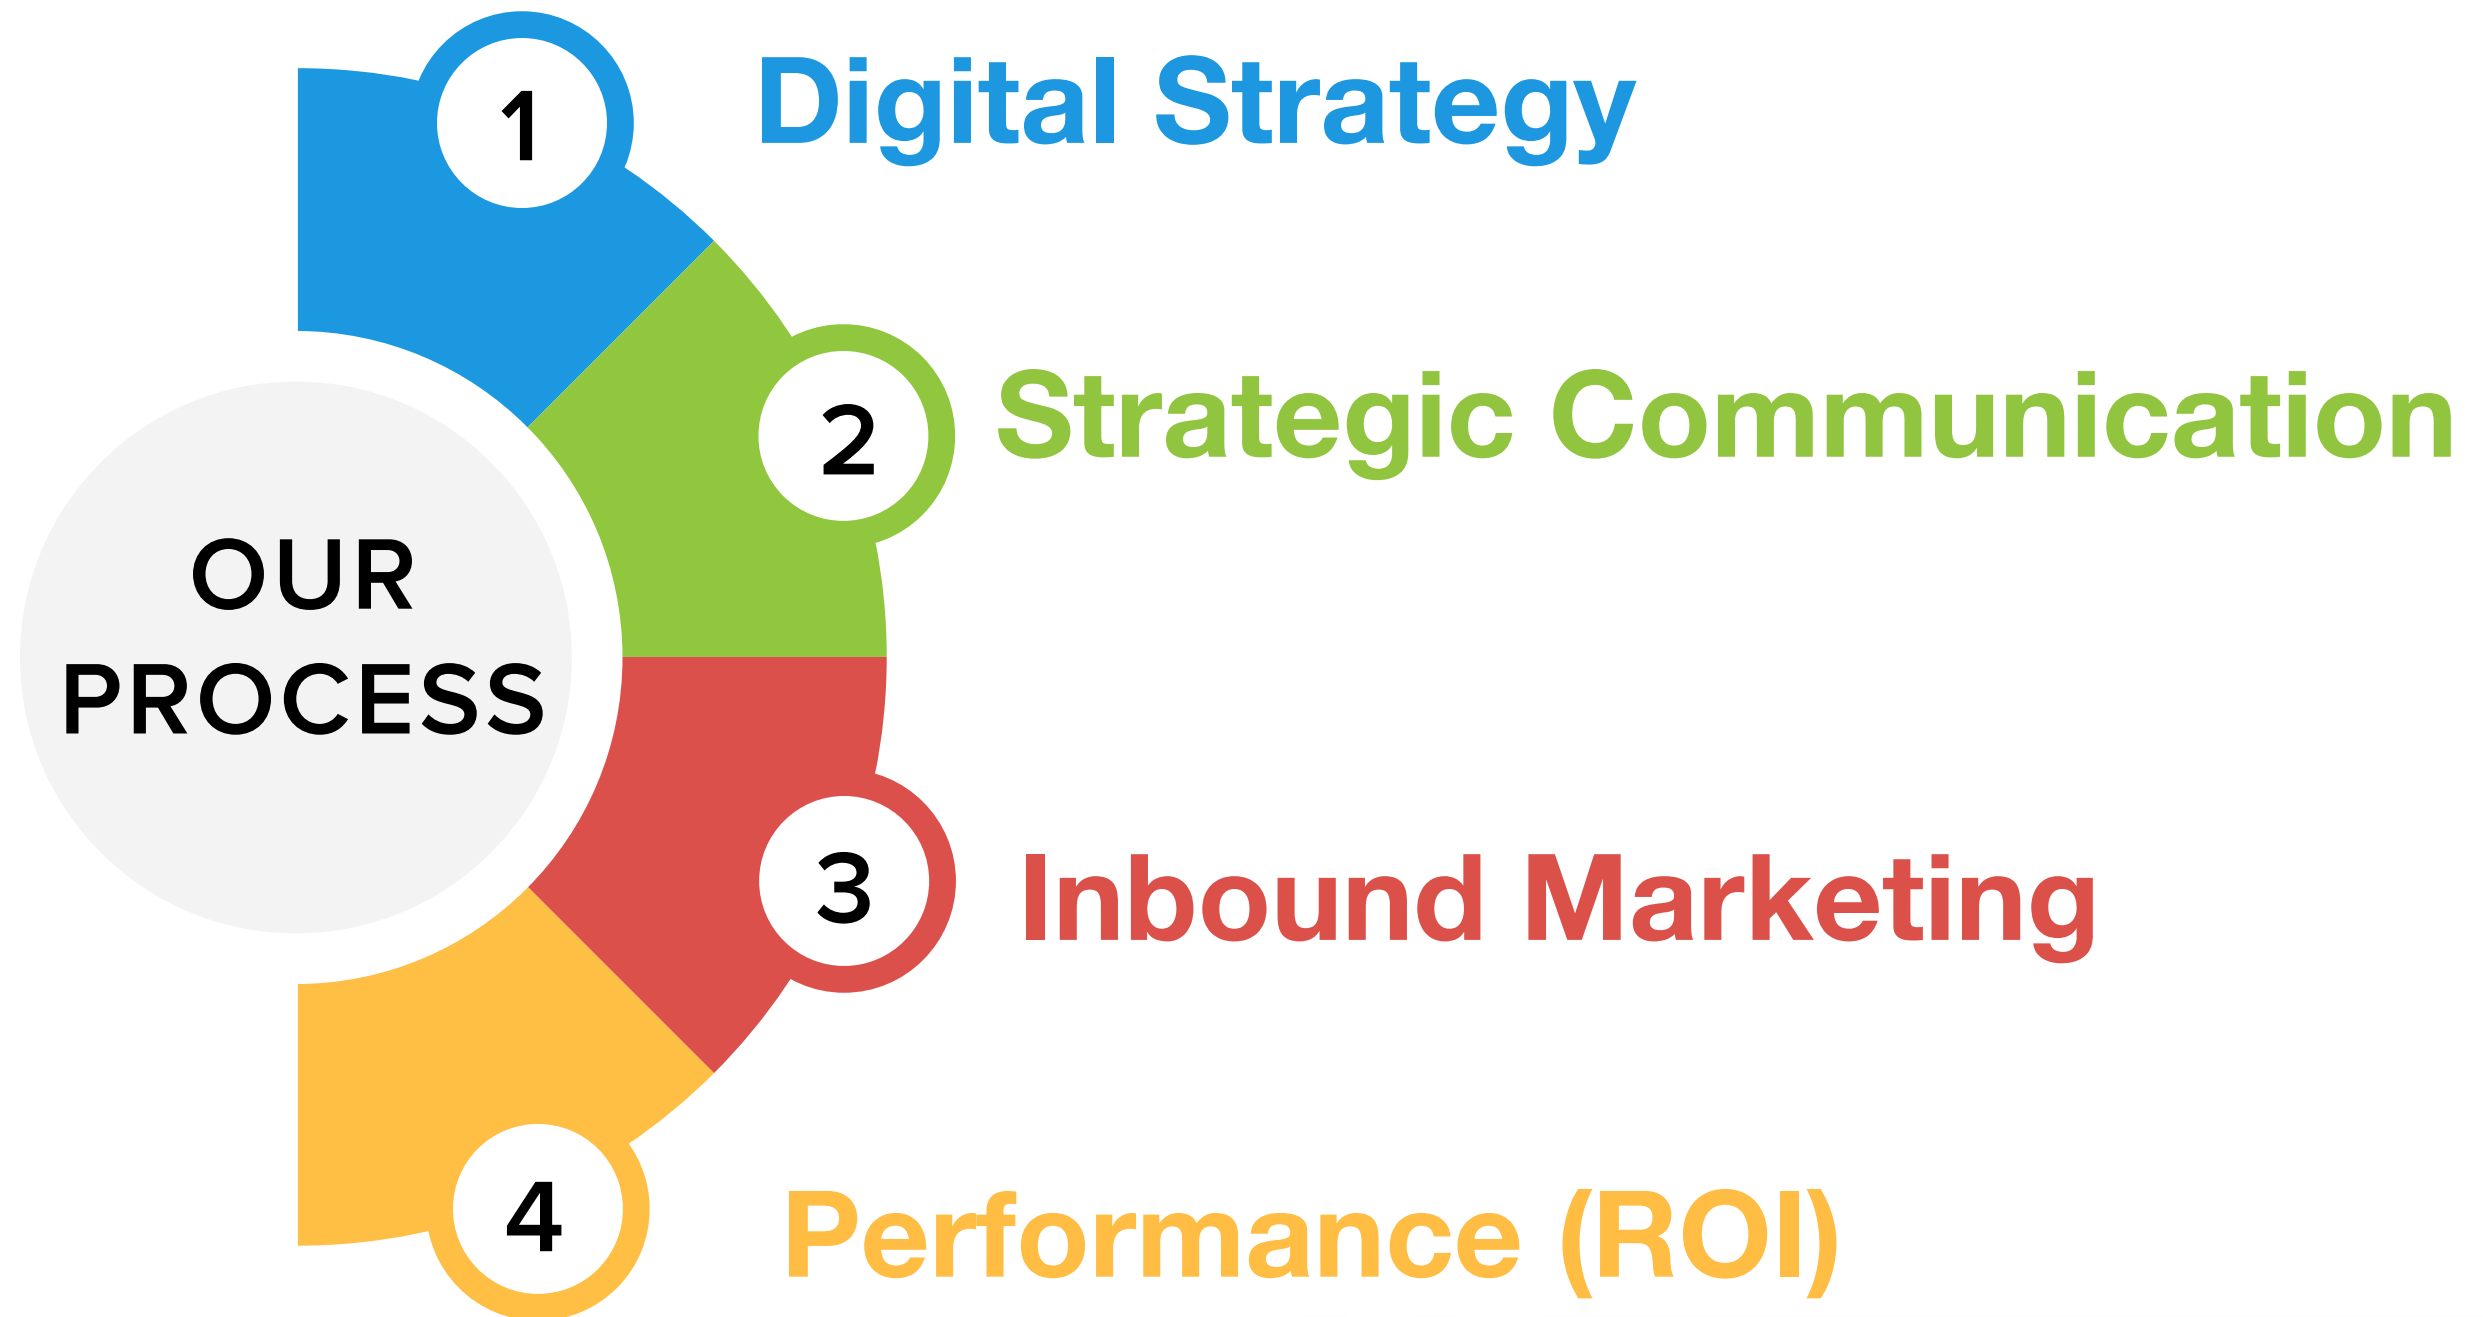 1
Digital Strategy
2
Strategic Communication
OUR
PROCESS
3
Inbound Marketing
4
Performance (ROI)